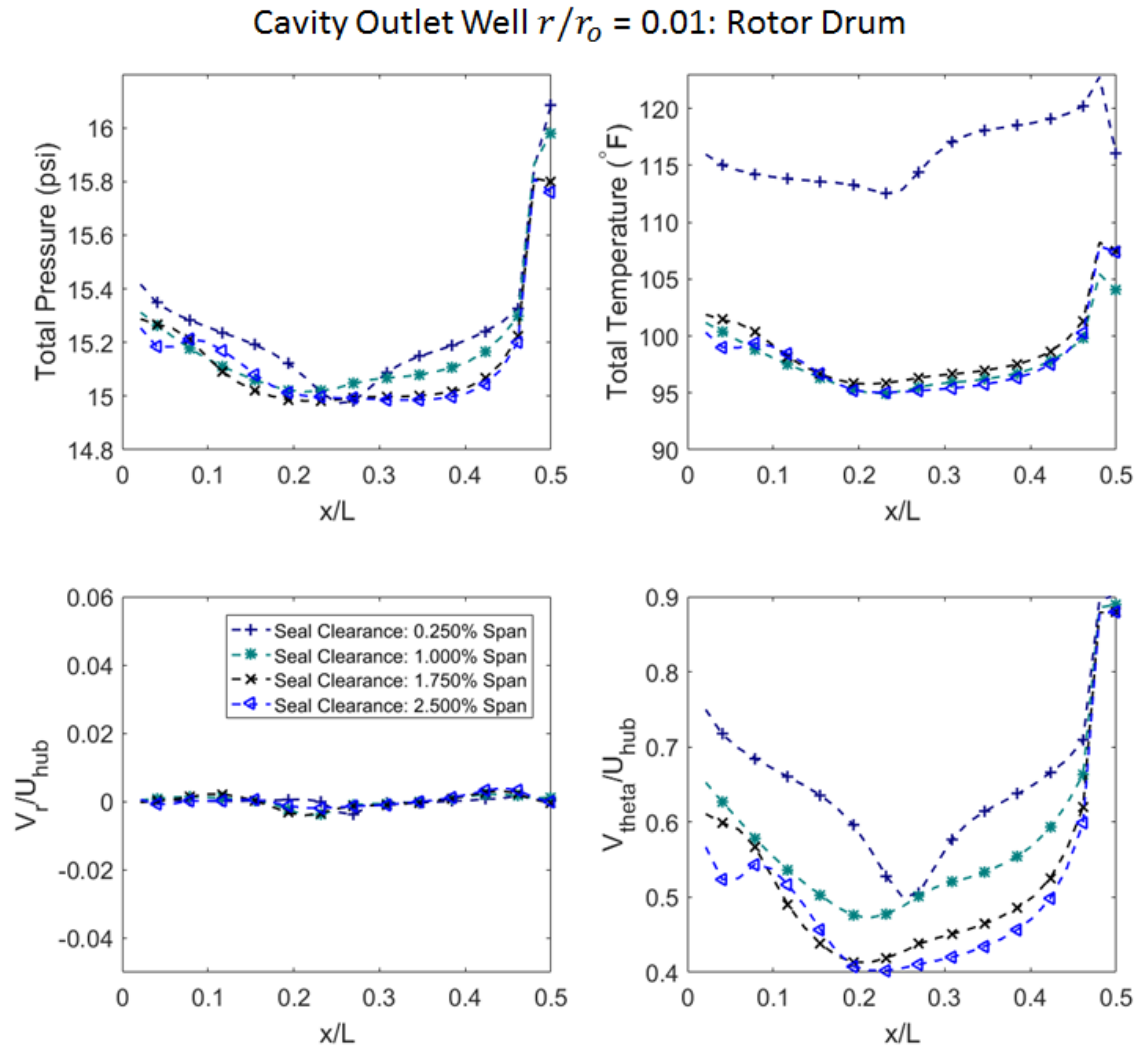 Cavity Outlet Well r/r_o = 0.01: Rotor Drum
Total Pressure (psi)
16
15.8
15.6
15.4
15.2
15
14.8
0 0.1 0.2 0.3 0.4 0.5
x/L
Total Temperature (°F)
120
115
110
105
100
95
90
0 0.1 0.2 0.3 0.4 0.5
x/L
V_r/U_hub
0.06
0.04
0.02
0
-0.02
-0.04
0 0.1 0.2 0.3 0.4 0.5
x/L
Seal Clearance: 0.250% Span
Seal Clearance: 1.000% Span
Seal Clearance: 1.750% Span
Seal Clearance: 2.500% Span
V_theta/U_hub
0.9
0.8
0.7
0.6
0.5
0.4
0 0.1 0.2 0.3 0.4 0.5
x/L